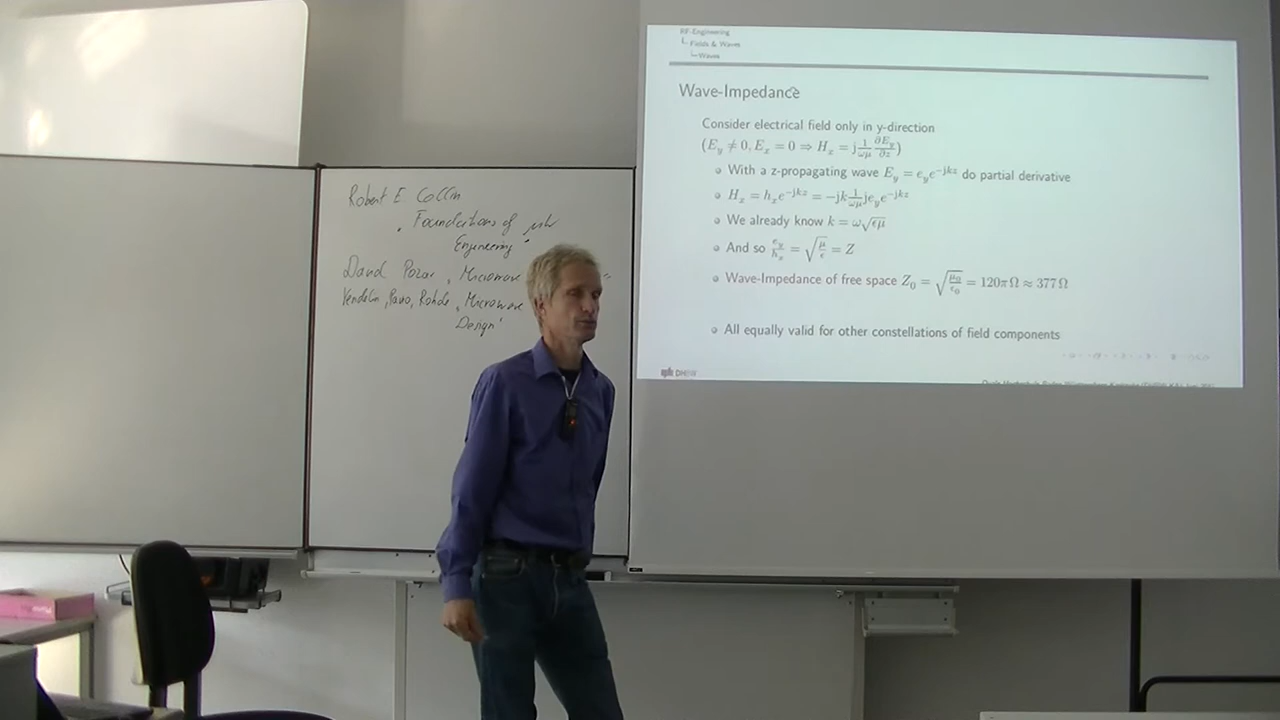 Robert E Collin
" Foundations of μW
Engineering "
David Pozar, Microwave
Vendelin, Pavio, Rohde, "Microwave
Design"
RF-Engineering
Fields & Waves
Waves
Wave-Impedance
Consider electrical field only in y-direction
(E_y ≠ 0, E_x = 0 ⇒ H_x = j 1/(ωμ) ∂E_y/∂z)
With a z-propagating wave E_y = e_y e^{-jkz} do partial derivative
H_x = h_x e^{-jkz} = -jk 1/(ωμ) j e_y e^{-jkz}
We already know k = ω√(εμ)
And so e_y/h_x = √(μ/ε) = Z
Wave-Impedance of free space Z_0 = √(μ_0/ε_0) = 120π Ω ≈ 377 Ω
All equally valid for other constellations of field components
DHBW